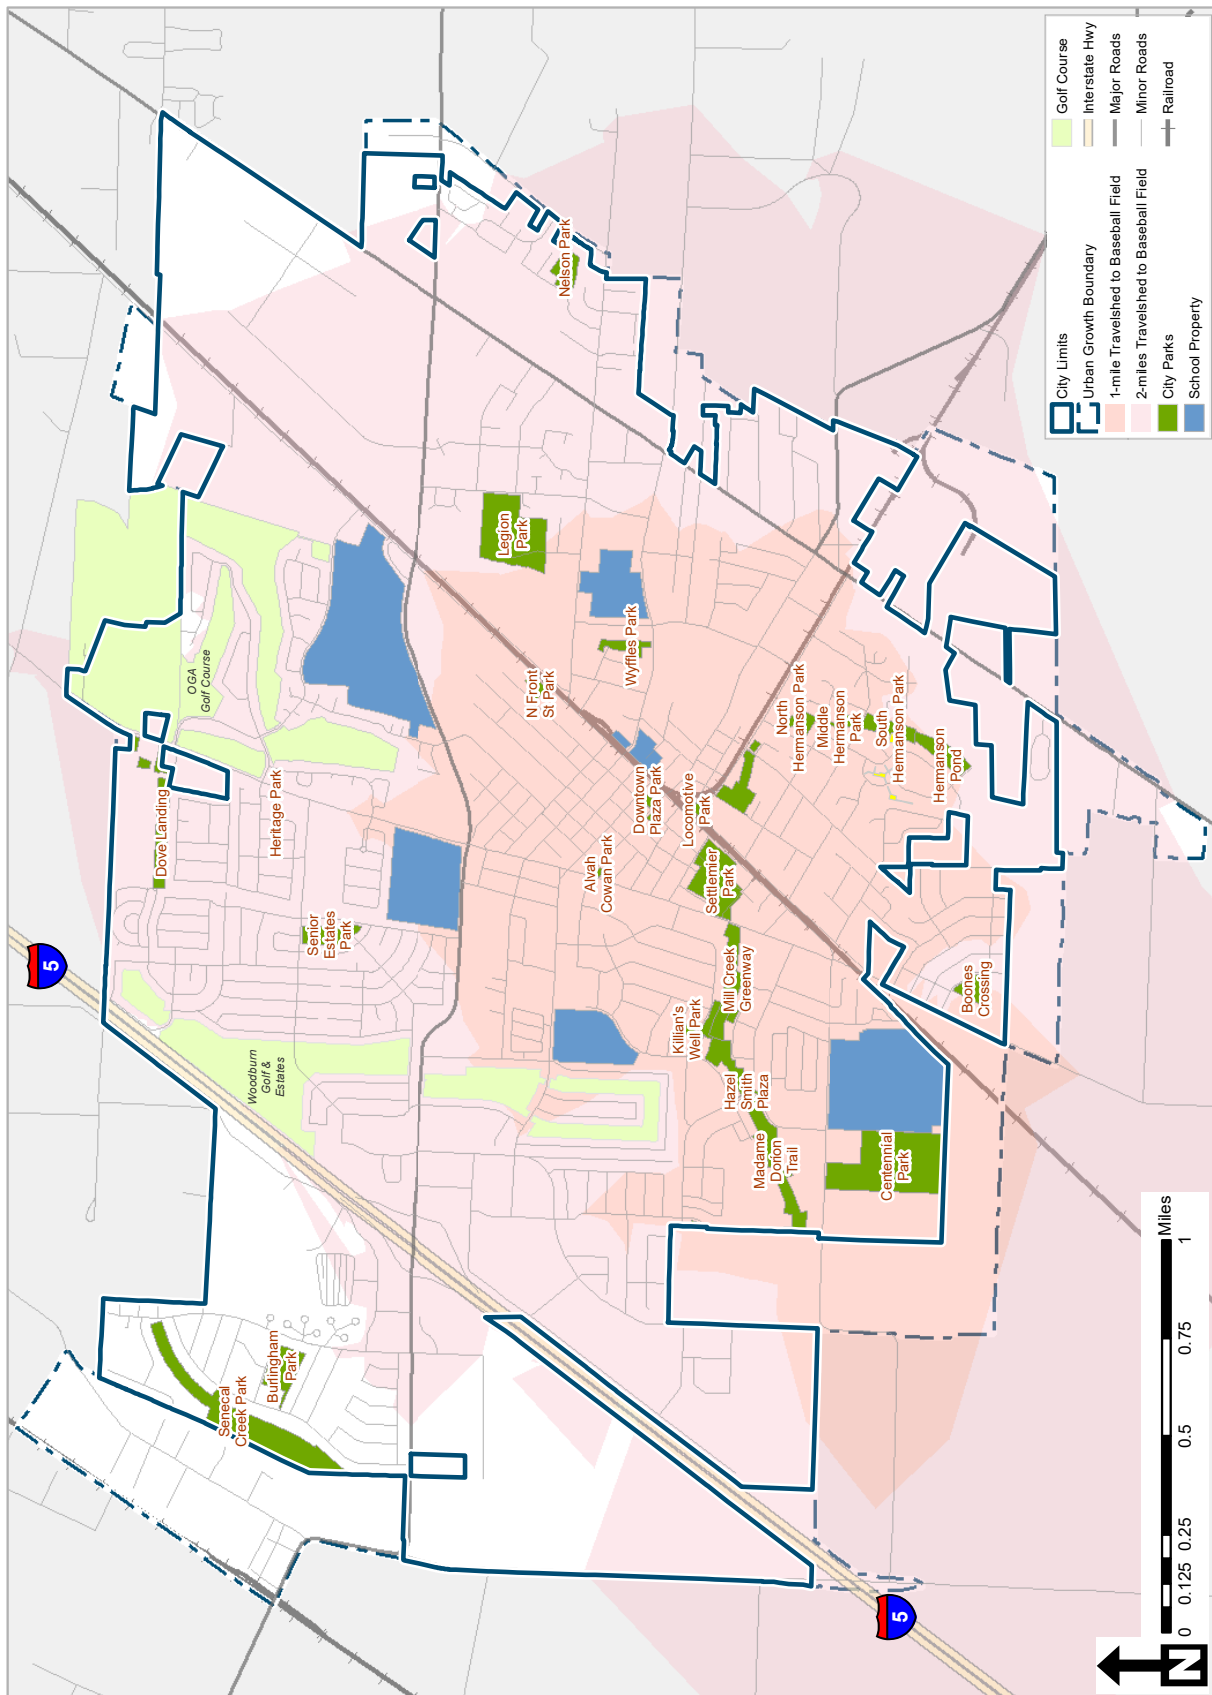 5
OGA
Golf Course
Dove Landing
Heritage Park
Woodburn
Golf &
Estates
Senior
Estates
Park
Senecal
Creek Park
Burlingham
Park
Nelson Park
Legion
Park
N Front
St Park
Wyffles Park
Alvah
Cowan Park
Downtown
Plaza Park
Locomotive
Park
Settlemier
Park
Mill Creek
Greenway
Killian's
Well Park
Hazel
Smith
Plaza
Madame
Dorion
Trail
Centennial
Park
North
Hermanson Park
Middle
Hermanson
Park
South
Hermanson Park
Hermanson
Pond
Boones
Crossing
5
City Limits
Urban Growth Boundary
1-mile Travelshed to Baseball Field
2-miles Travelshed to Baseball Field
City Parks
School Property
Golf Course
Interstate Hwy
Major Roads
Minor Roads
Railroad
N
0 0.125 0.25 0.5 0.75 1
Miles